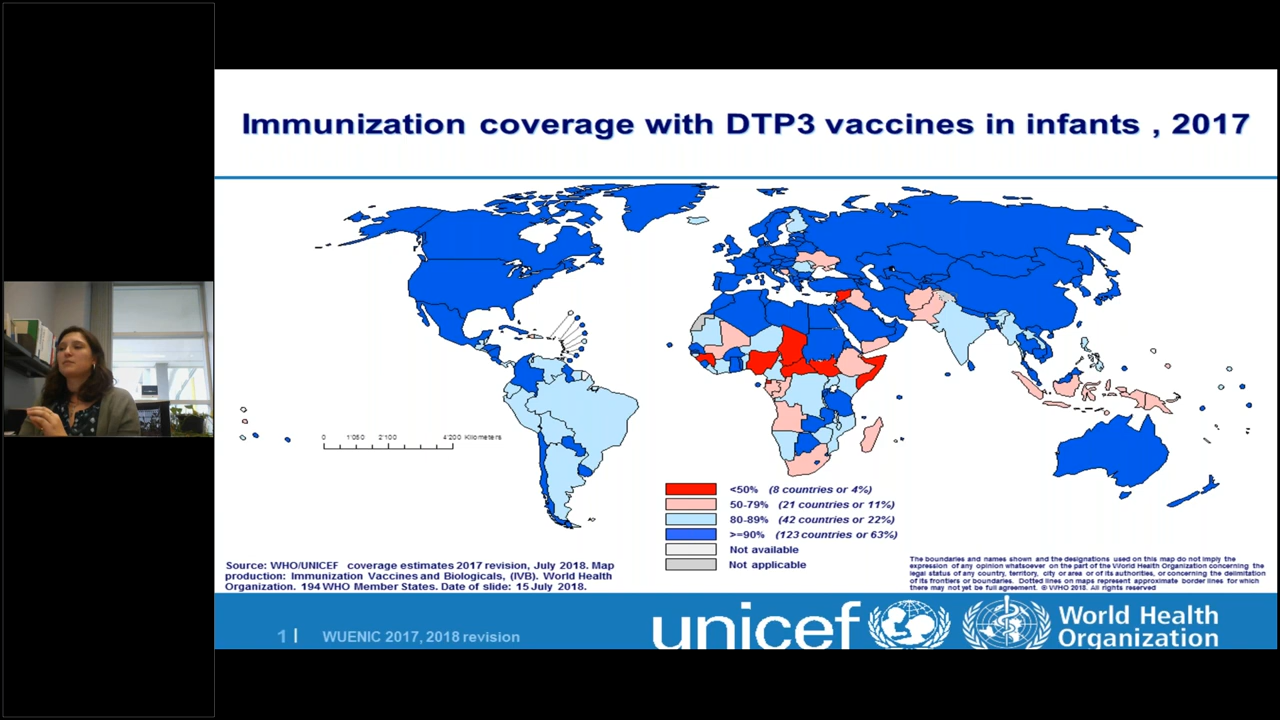 Immunization coverage with DTP3 vaccines in infants , 2017
0 1'050 2'100 4'200 Kilometers
<50% (8 countries or 4%)
50-79% (21 countries or 11%)
80-89% (42 countries or 22%)
>=90% (123 countries or 63%)
Not available
Not applicable
Source: WHO/UNICEF coverage estimates 2017 revision, July 2018. Map
production: Immunization Vaccines and Biologicals, (IVB). World Health
Organization. 194 WHO Member States. Date of slide: 15 July 2018.
The boundaries and names shown and the designations used on this map do not imply the
expression of any opinion whatsoever on the part of the World Health Organization concerning the
legal status of any country, territory, city or area or of its authorities, or concerning the delimitation
of its frontiers or boundaries. Dotted lines on maps represent approximate border lines for which
there may not yet be full agreement. © WHO 2018. All rights reserved
1 |
WUENIC 2017, 2018 revision
unicef
World Health
Organization